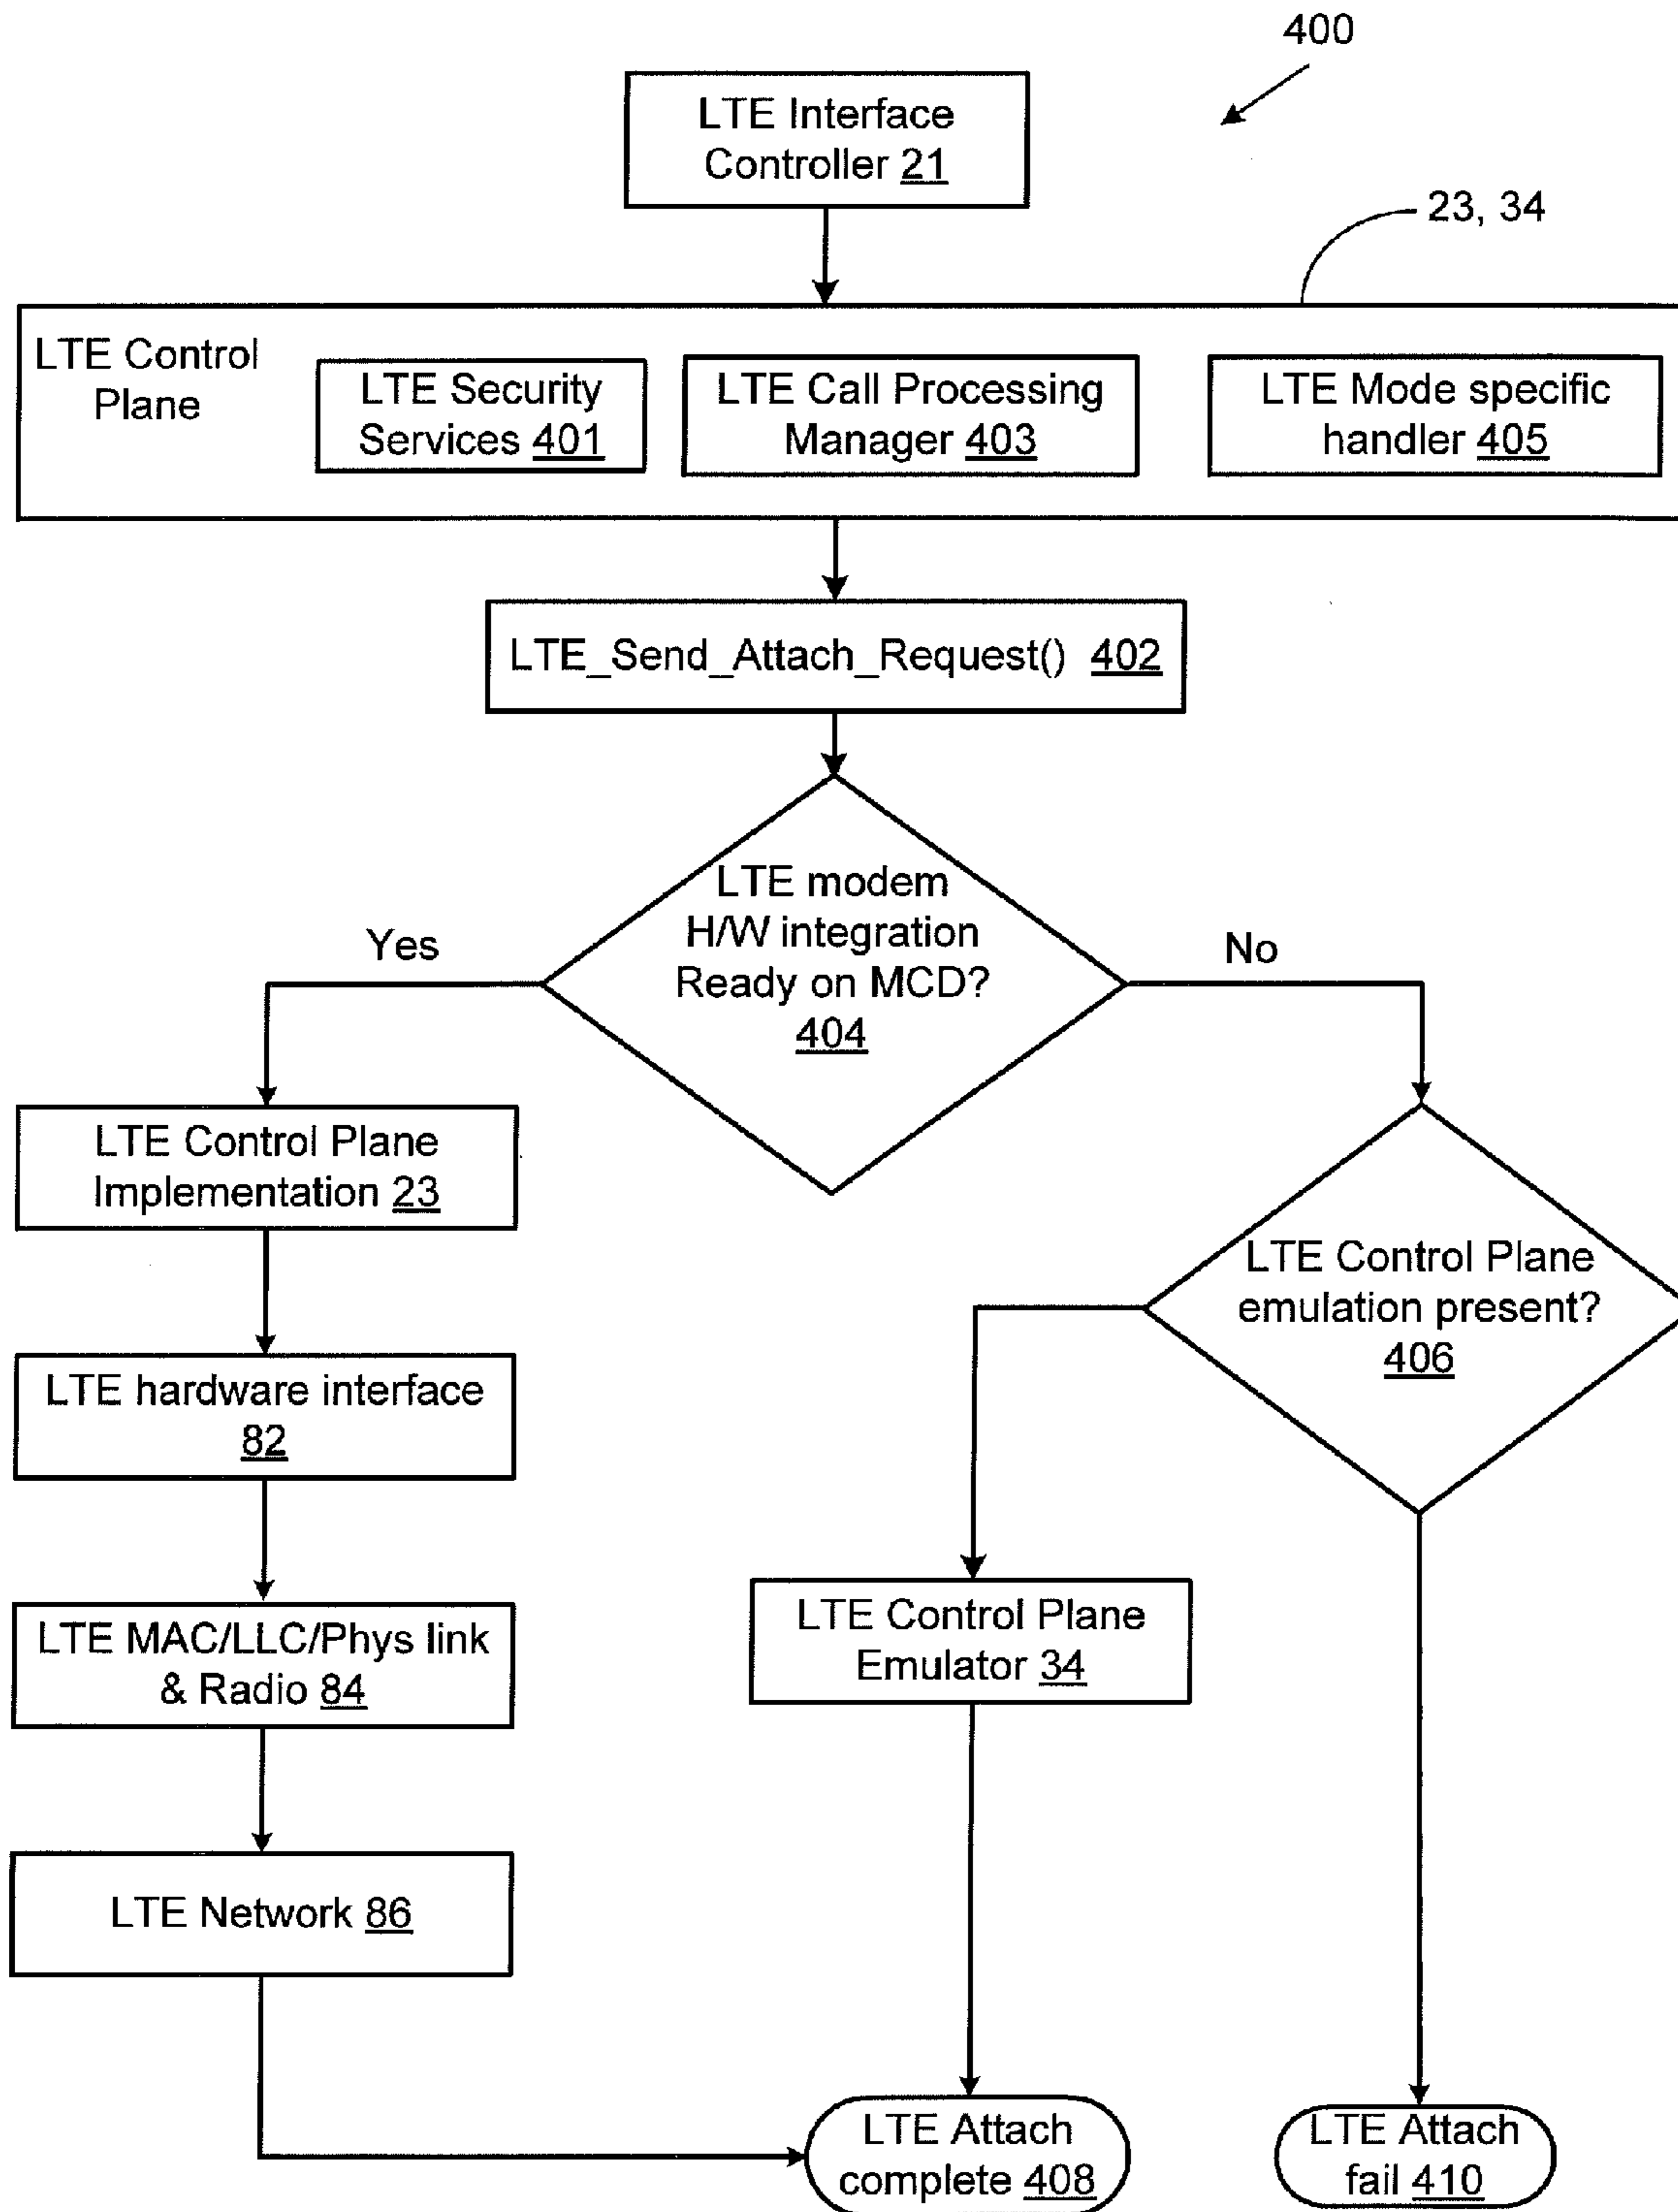 400
LTE Interface
Controller 21
23, 34
LTE Control
Plane
LTE Security
Services 401
LTE Call Processing
Manager 403
LTE Mode specific
handler 405
LTE_Send_Attach_Request() 402
LTE modem
H/W integration
Ready on MCD?
404
Yes
No
LTE Control Plane
Implementation 23
LTE Control Plane
emulation present?
406
LTE hardware interface
82
LTE Control Plane
Emulator 34
LTE MAC/LLC/Phys link
& Radio 84
LTE Network 86
LTE Attach
complete 408
LTE Attach
fail 410